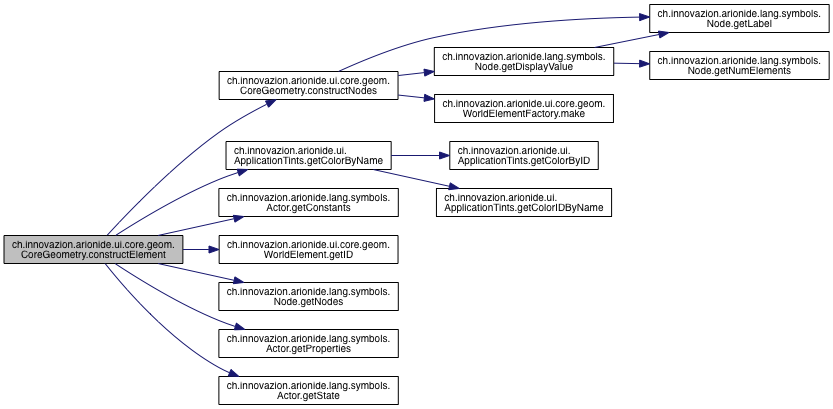 ch.innovazion.arionide.lang.symbols.
Node.getLabel
ch.innovazion.arionide.lang.symbols.
Node.getDisplayValue
ch.innovazion.arionide.lang.symbols.
Node.getNumElements
ch.innovazion.arionide.ui.core.geom.
CoreGeometry.constructNodes
ch.innovazion.arionide.ui.core.geom.
WorldElementFactory.make
ch.innovazion.arionide.ui.
ApplicationTints.getColorByName
ch.innovazion.arionide.ui.
ApplicationTints.getColorByID
ch.innovazion.arionide.ui.
ApplicationTints.getColorIDByName
ch.innovazion.arionide.lang.symbols.
Actor.getConstants
ch.innovazion.arionide.ui.core.geom.
CoreGeometry.constructElement
ch.innovazion.arionide.ui.core.geom.
WorldElement.getID
ch.innovazion.arionide.lang.symbols.
Node.getNodes
ch.innovazion.arionide.lang.symbols.
Actor.getProperties
ch.innovazion.arionide.lang.symbols.
Actor.getState